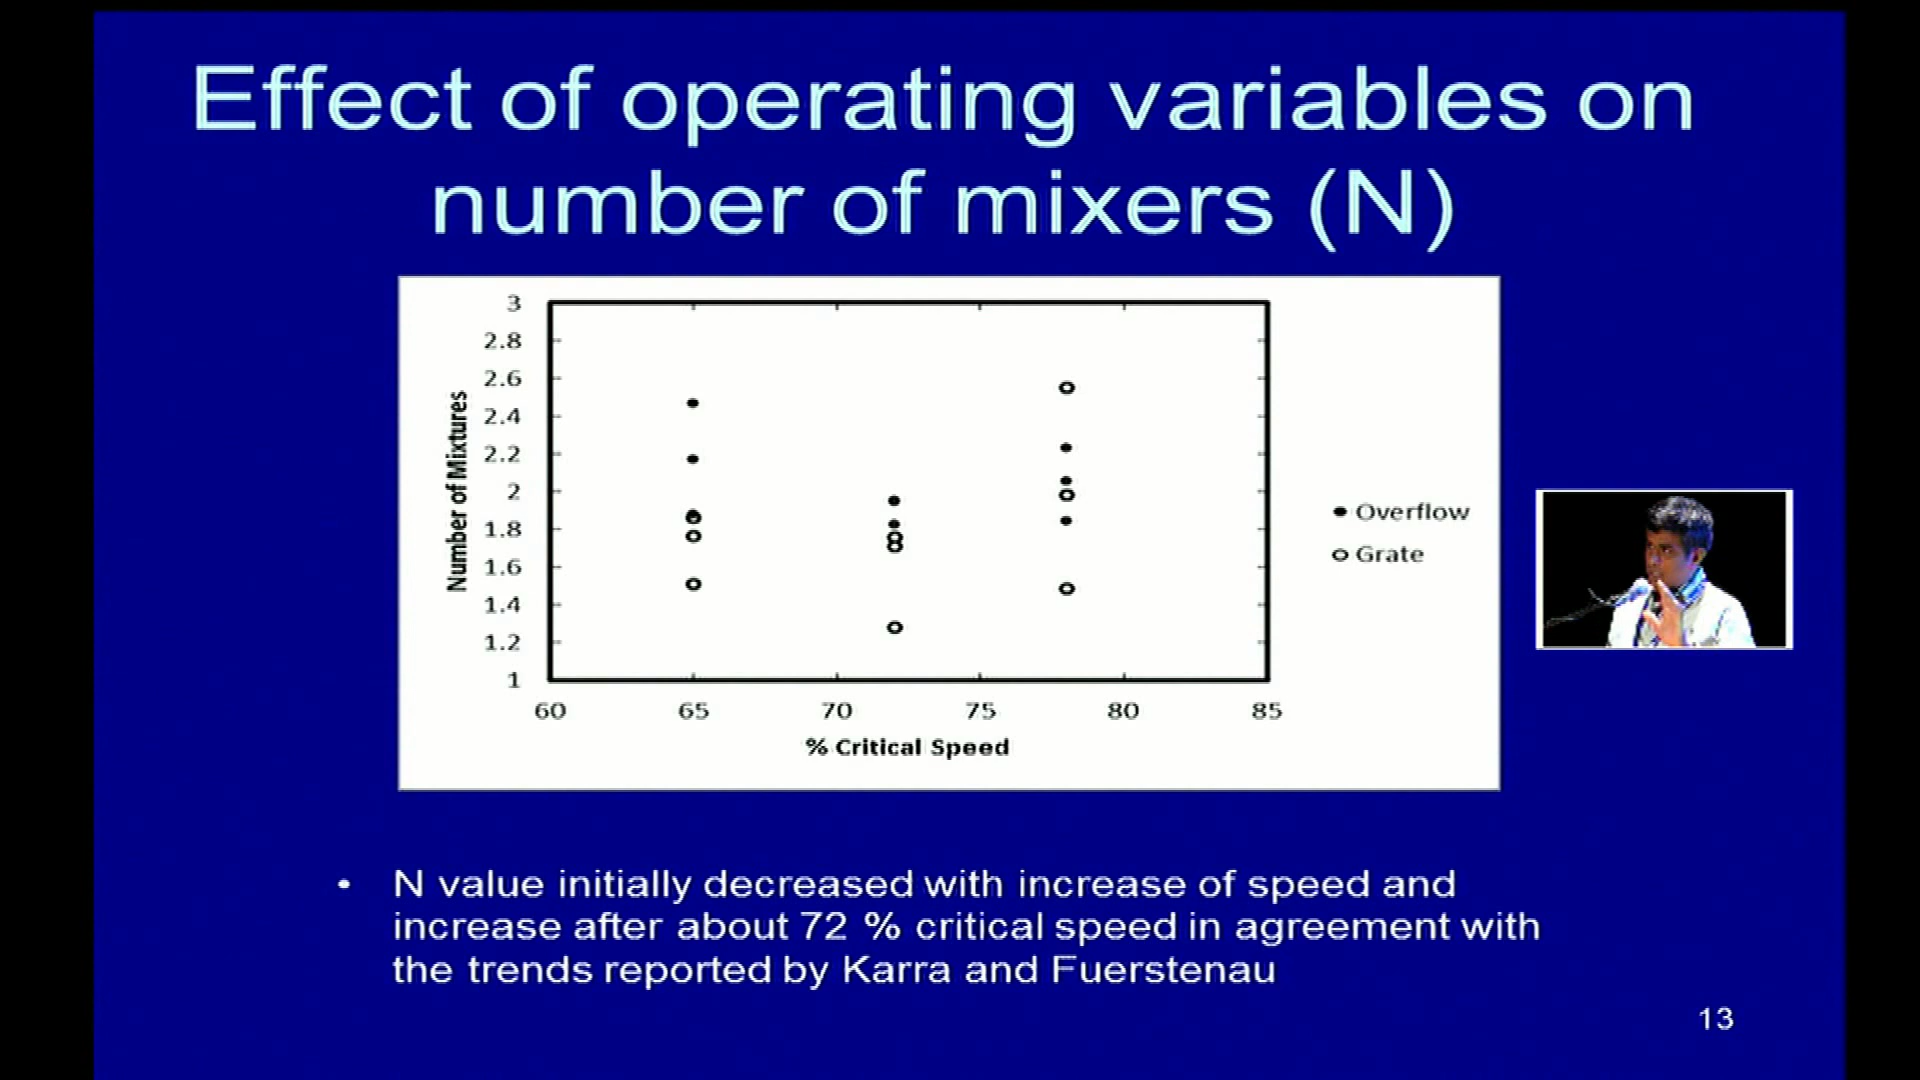 Effect of operating variables on
number of mixers (N)
3
2.8
2.6
2.4
2.2
2
1.8
1.6
1.4
1.2
1
Number of Mixtures
60 65 70 75 80 85
% Critical Speed
Overflow
Grate
• N value initially decreased with increase of speed and
increase after about 72 % critical speed in agreement with
the trends reported by Karra and Fuerstenau
13